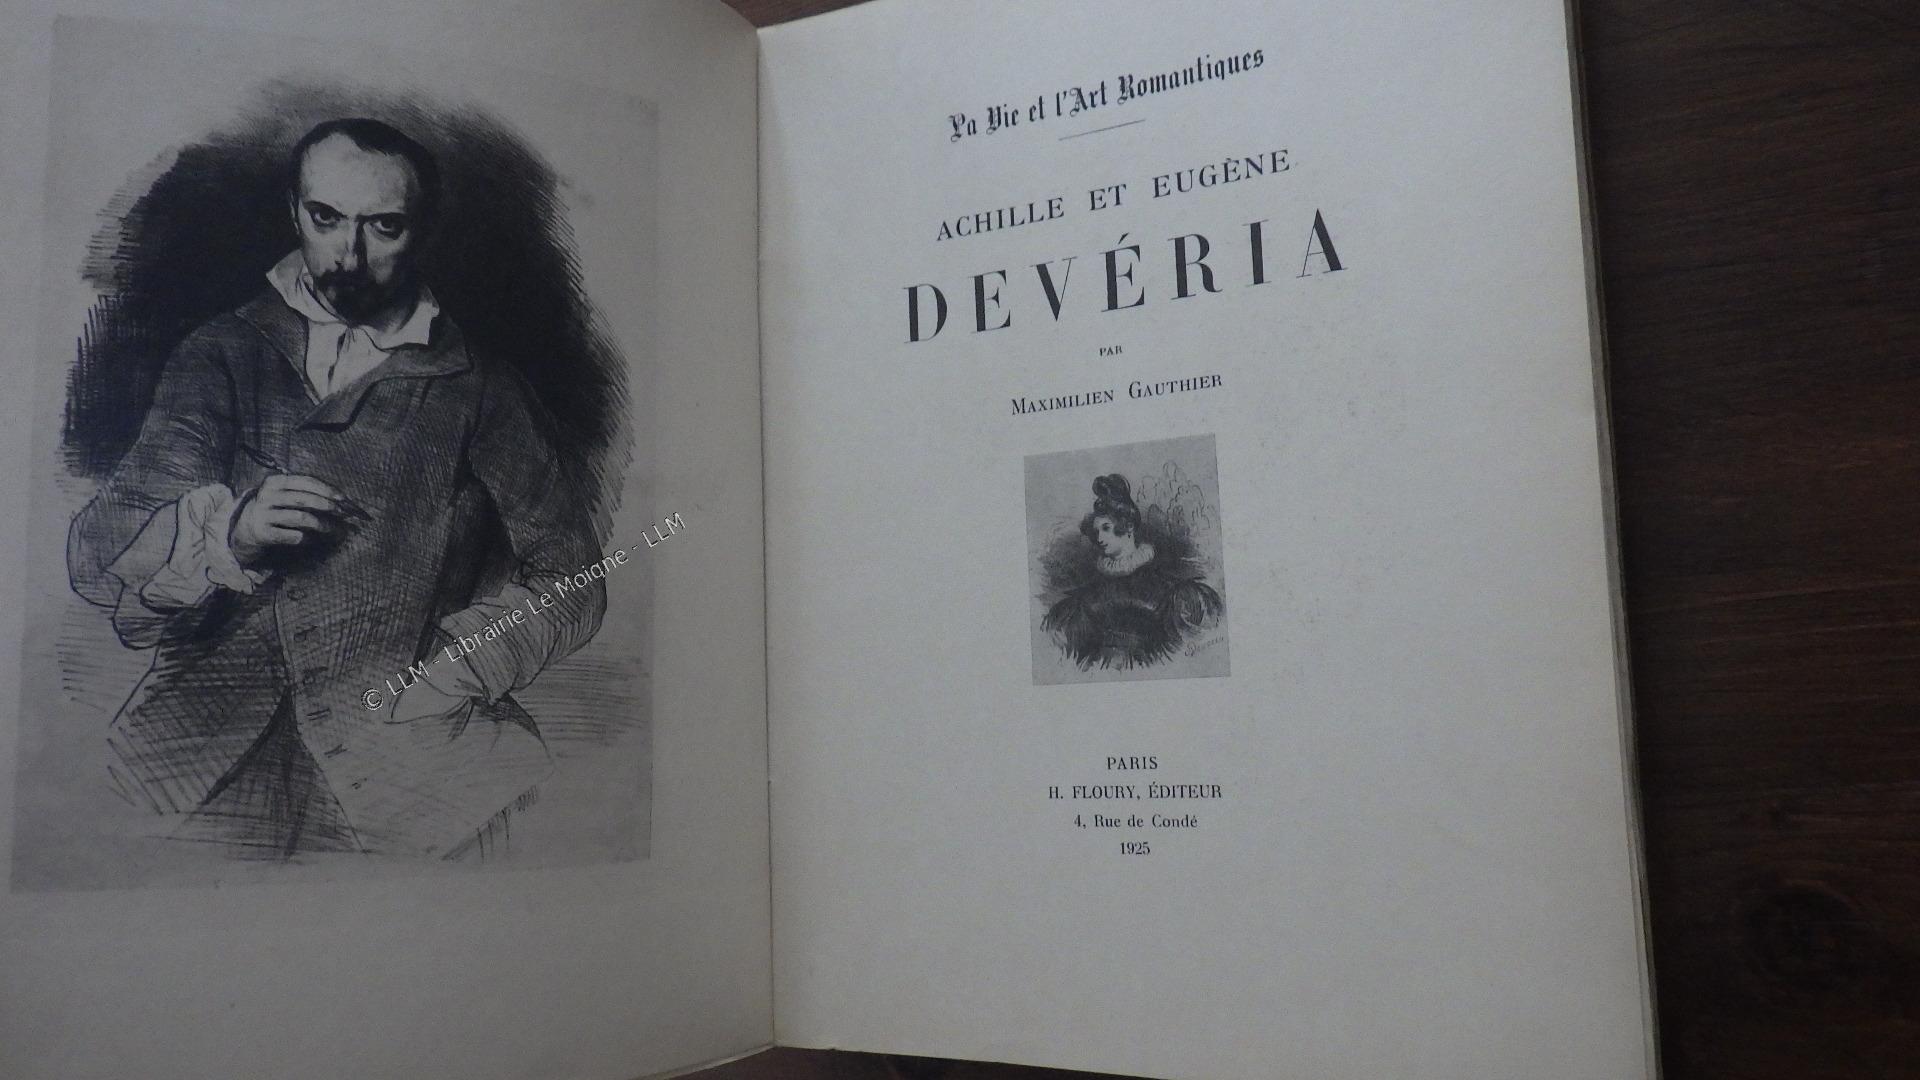 © LLM - Librairie Le Moigne - LLM
La Vie et l'Art Romantiques
ACHILLE ET EUGÈNE
DEVÉRIA
PAR
MAXIMILIEN GAUTHIER
PARIS
H. FLOURY, ÉDITEUR
4, Rue de Condé
1925